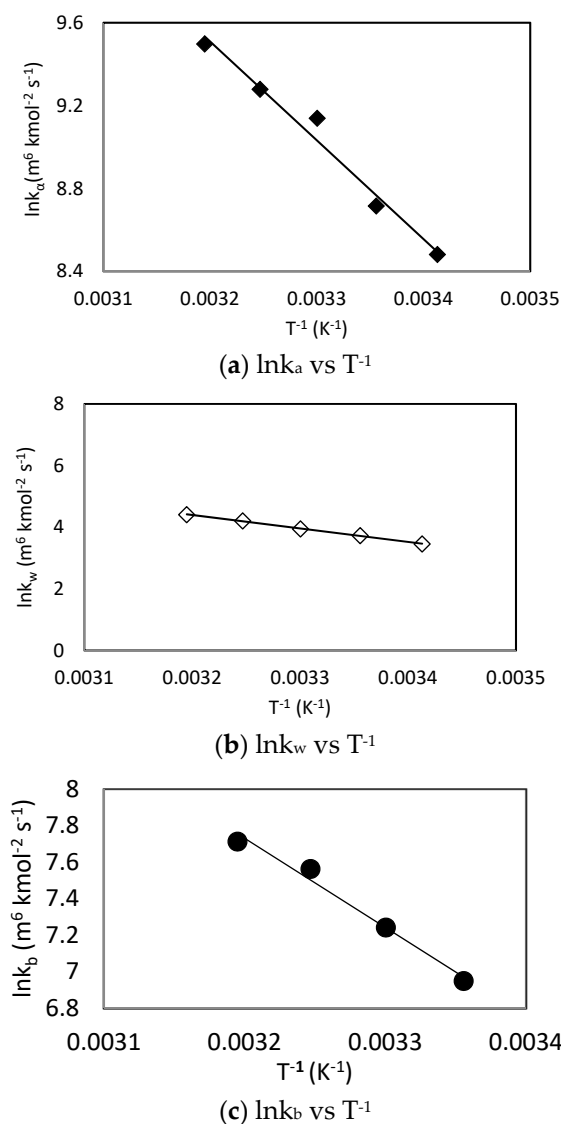 9.6
9.2
8.8
8.4
lnkα(m⁶ kmol⁻² s⁻¹)
0.0031 0.0032 0.0033 0.0034 0.0035
T⁻¹ (K⁻¹)
(a) lnka vs T⁻¹
8
6
4
2
0
lnkw (m⁶ kmol⁻² s⁻¹)
0.0031 0.0032 0.0033 0.0034 0.0035
T⁻¹ (K⁻¹)
(b) lnkw vs T⁻¹
8
7.8
7.6
7.4
7.2
7
6.8
lnkb (m⁶ kmol⁻² s⁻¹)
0.0031 0.0032 0.0033 0.0034
T⁻¹ (K⁻¹)
(c) lnkb vs T⁻¹